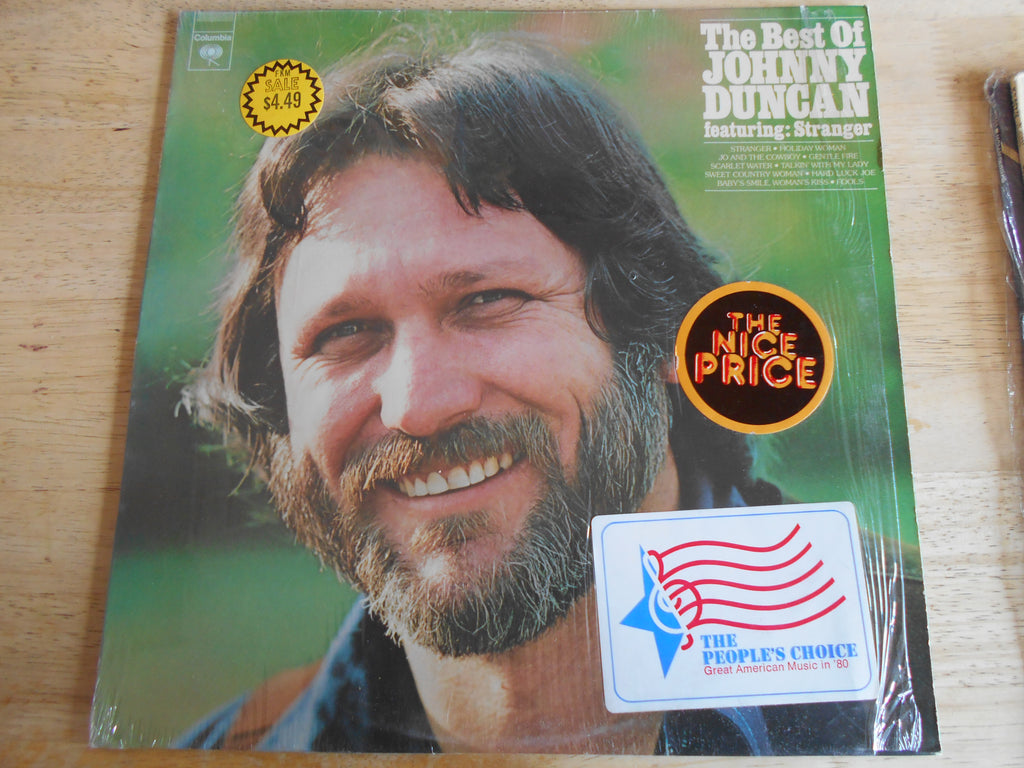 Columbia
FKM
SALE
$4.49
The Best Of
JOHNNY
DUNCAN
featuring: Stranger
STRANGER • HOLIDAY WOMAN
JO AND THE COWBOY • GENTLE FIRE
SCARLET WATER • TALKIN' WITH MY LADY
SWEET COUNTRY WOMAN • HARD LUCK JOE
BABY'S SMILE, WOMAN'S KISS • FOOLS
THE
NICE
PRICE
THE
PEOPLE'S CHOICE
Great American Music in '80